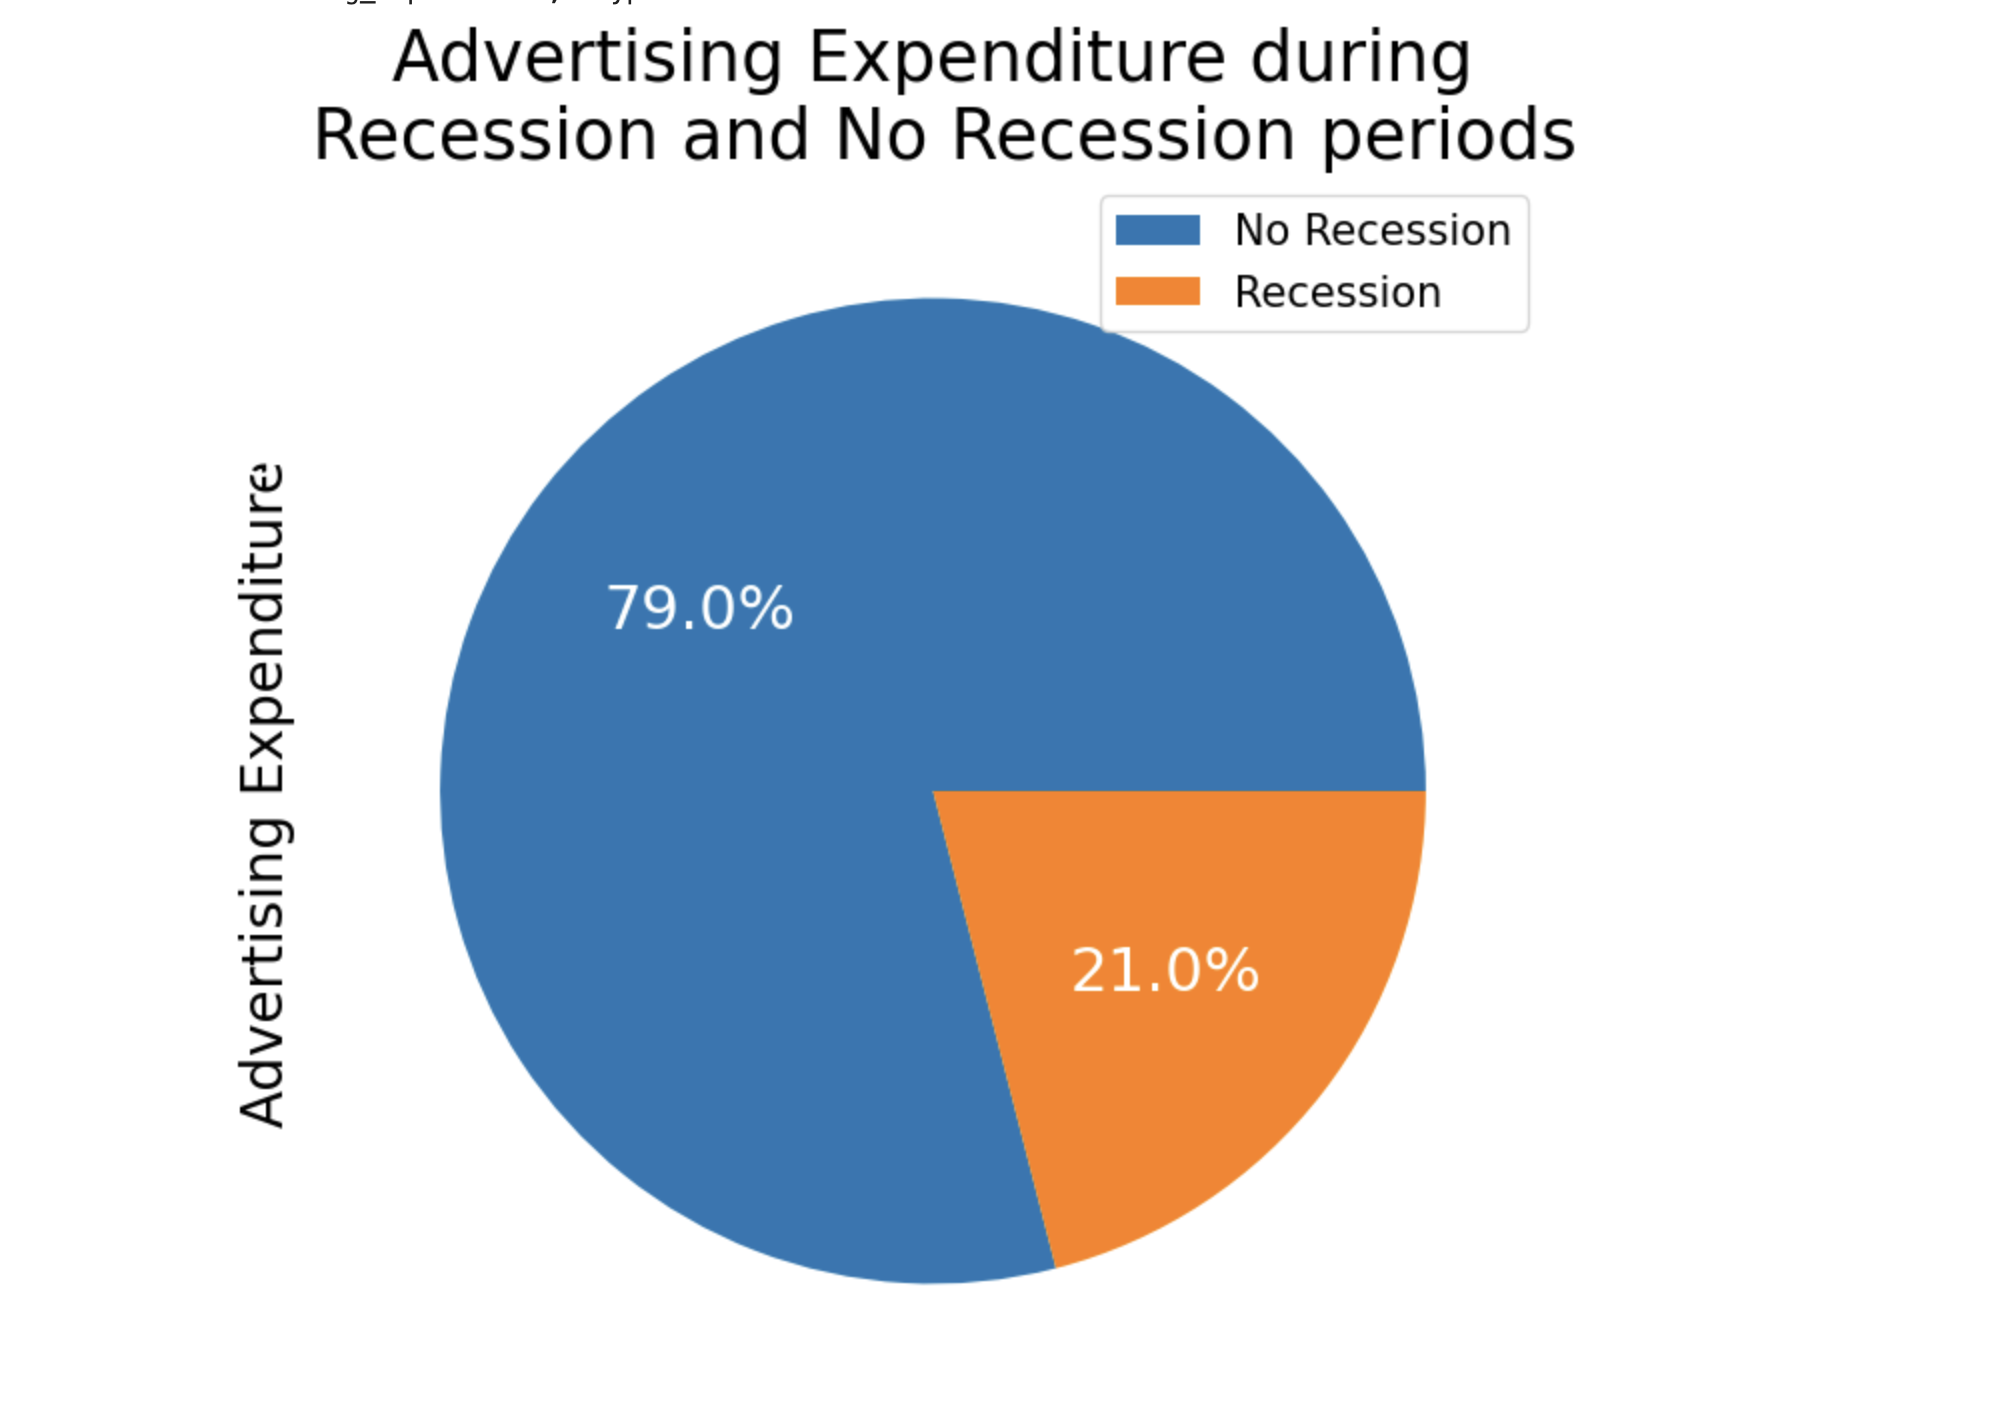 Advertising Expenditure during
Recession and No Recession periods
No Recession
Recession
Advertising Expenditure
79.0%
21.0%